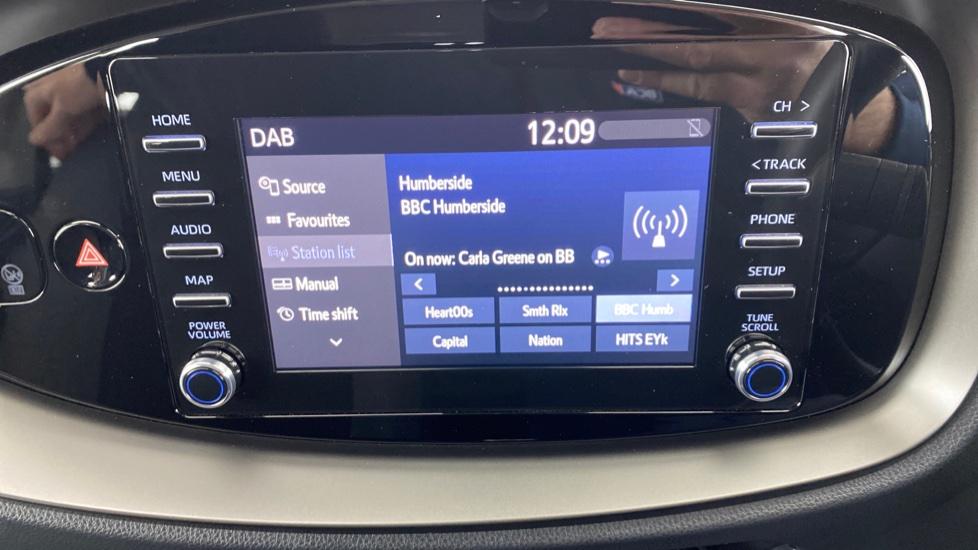 HOME
MENU
AUDIO
MAP
POWER
VOLUME
DAB
12:09
Source
Favourites
Station list
Manual
Time shift
Humberside
BBC Humberside
On now: Carla Greene on BB
<
>
Heart00s
Smth Rlx
BBC Humb
Capital
Nation
HITS EYk
CH >
< TRACK
PHONE
SETUP
TUNE
SCROLL